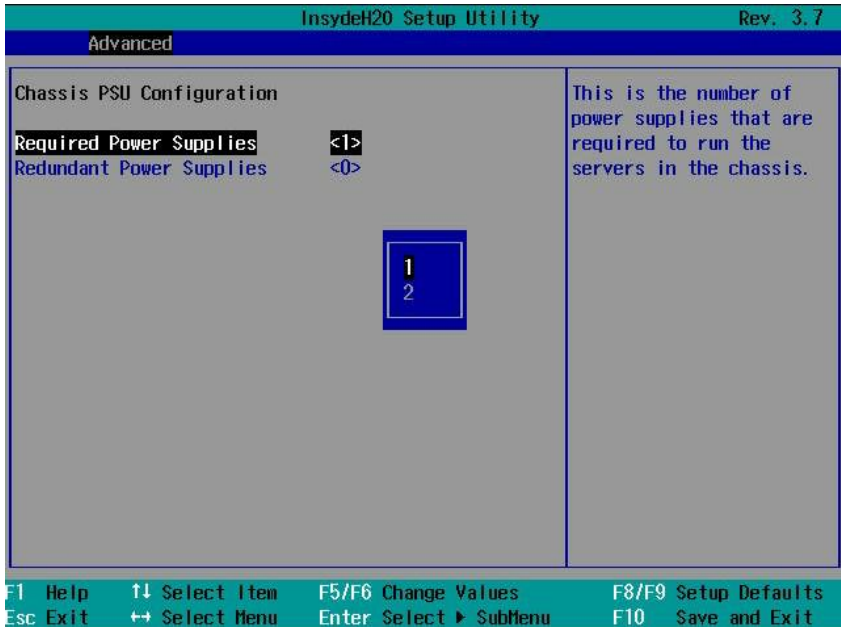 InsydeH20 Setup Utility Rev. 3.7
Advanced
Chassis PSU Configuration
Required Power Supplies <1>
Redundant Power Supplies <0>
1
2
This is the number of
power supplies that are
required to run the
servers in the chassis.
F1 Help ↑↓ Select Item F5/F6 Change Values F8/F9 Setup Defaults
Esc Exit ↔ Select Menu Enter Select ▶ SubMenu F10 Save and Exit